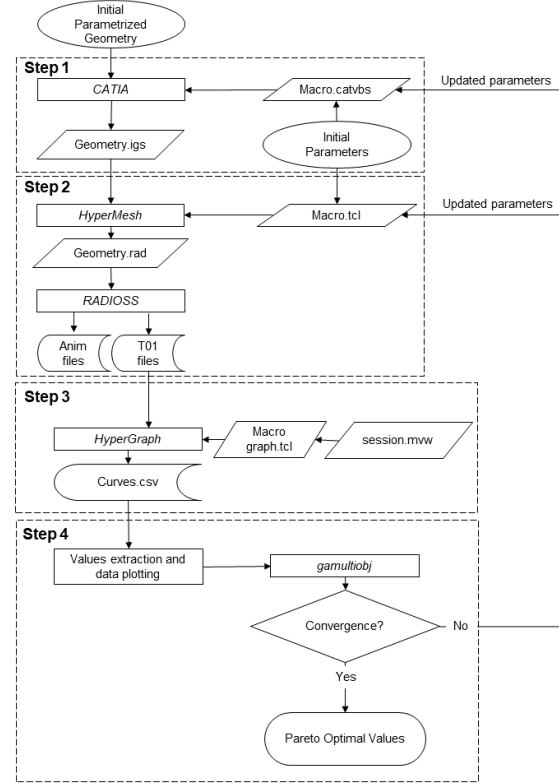 Initial
Parametrized
Geometry
Step 1
CATIA
Macro.catvbs
Updated parameters
Geometry.igs
Initial
Parameters
Step 2
HyperMesh
Macro.tcl
Updated parameters
Geometry.rad
RADIOSS
Anim
files
T01
files
Step 3
HyperGraph
Macro
graph.tcl
session.mvw
Curves.csv
Step 4
Values extraction and
data plotting
gamultiobj
Convergence?
No
Yes
Pareto Optimal Values